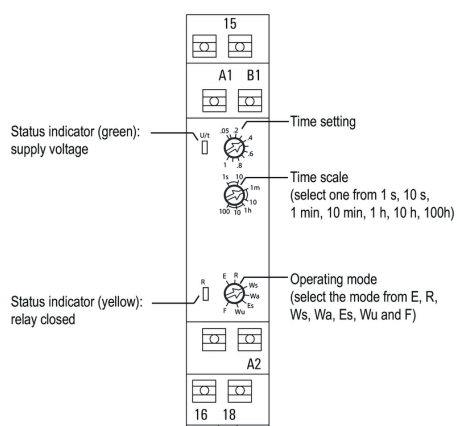 15
A1 B1
Status indicator (green):
supply voltage
U/t
.05 .2 .4 .6 .8 1
Time setting
1s 10 1m 10 1h 10 100
Time scale
(select one from 1 s, 10 s,
1 min, 10 min, 1 h, 10 h, 100h)
Status indicator (yellow):
relay closed
R
E R Ws Wa Es Wu F
Operating mode
(select the mode from E, R,
Ws, Wa, Es, Wu and F)
A2
16 18